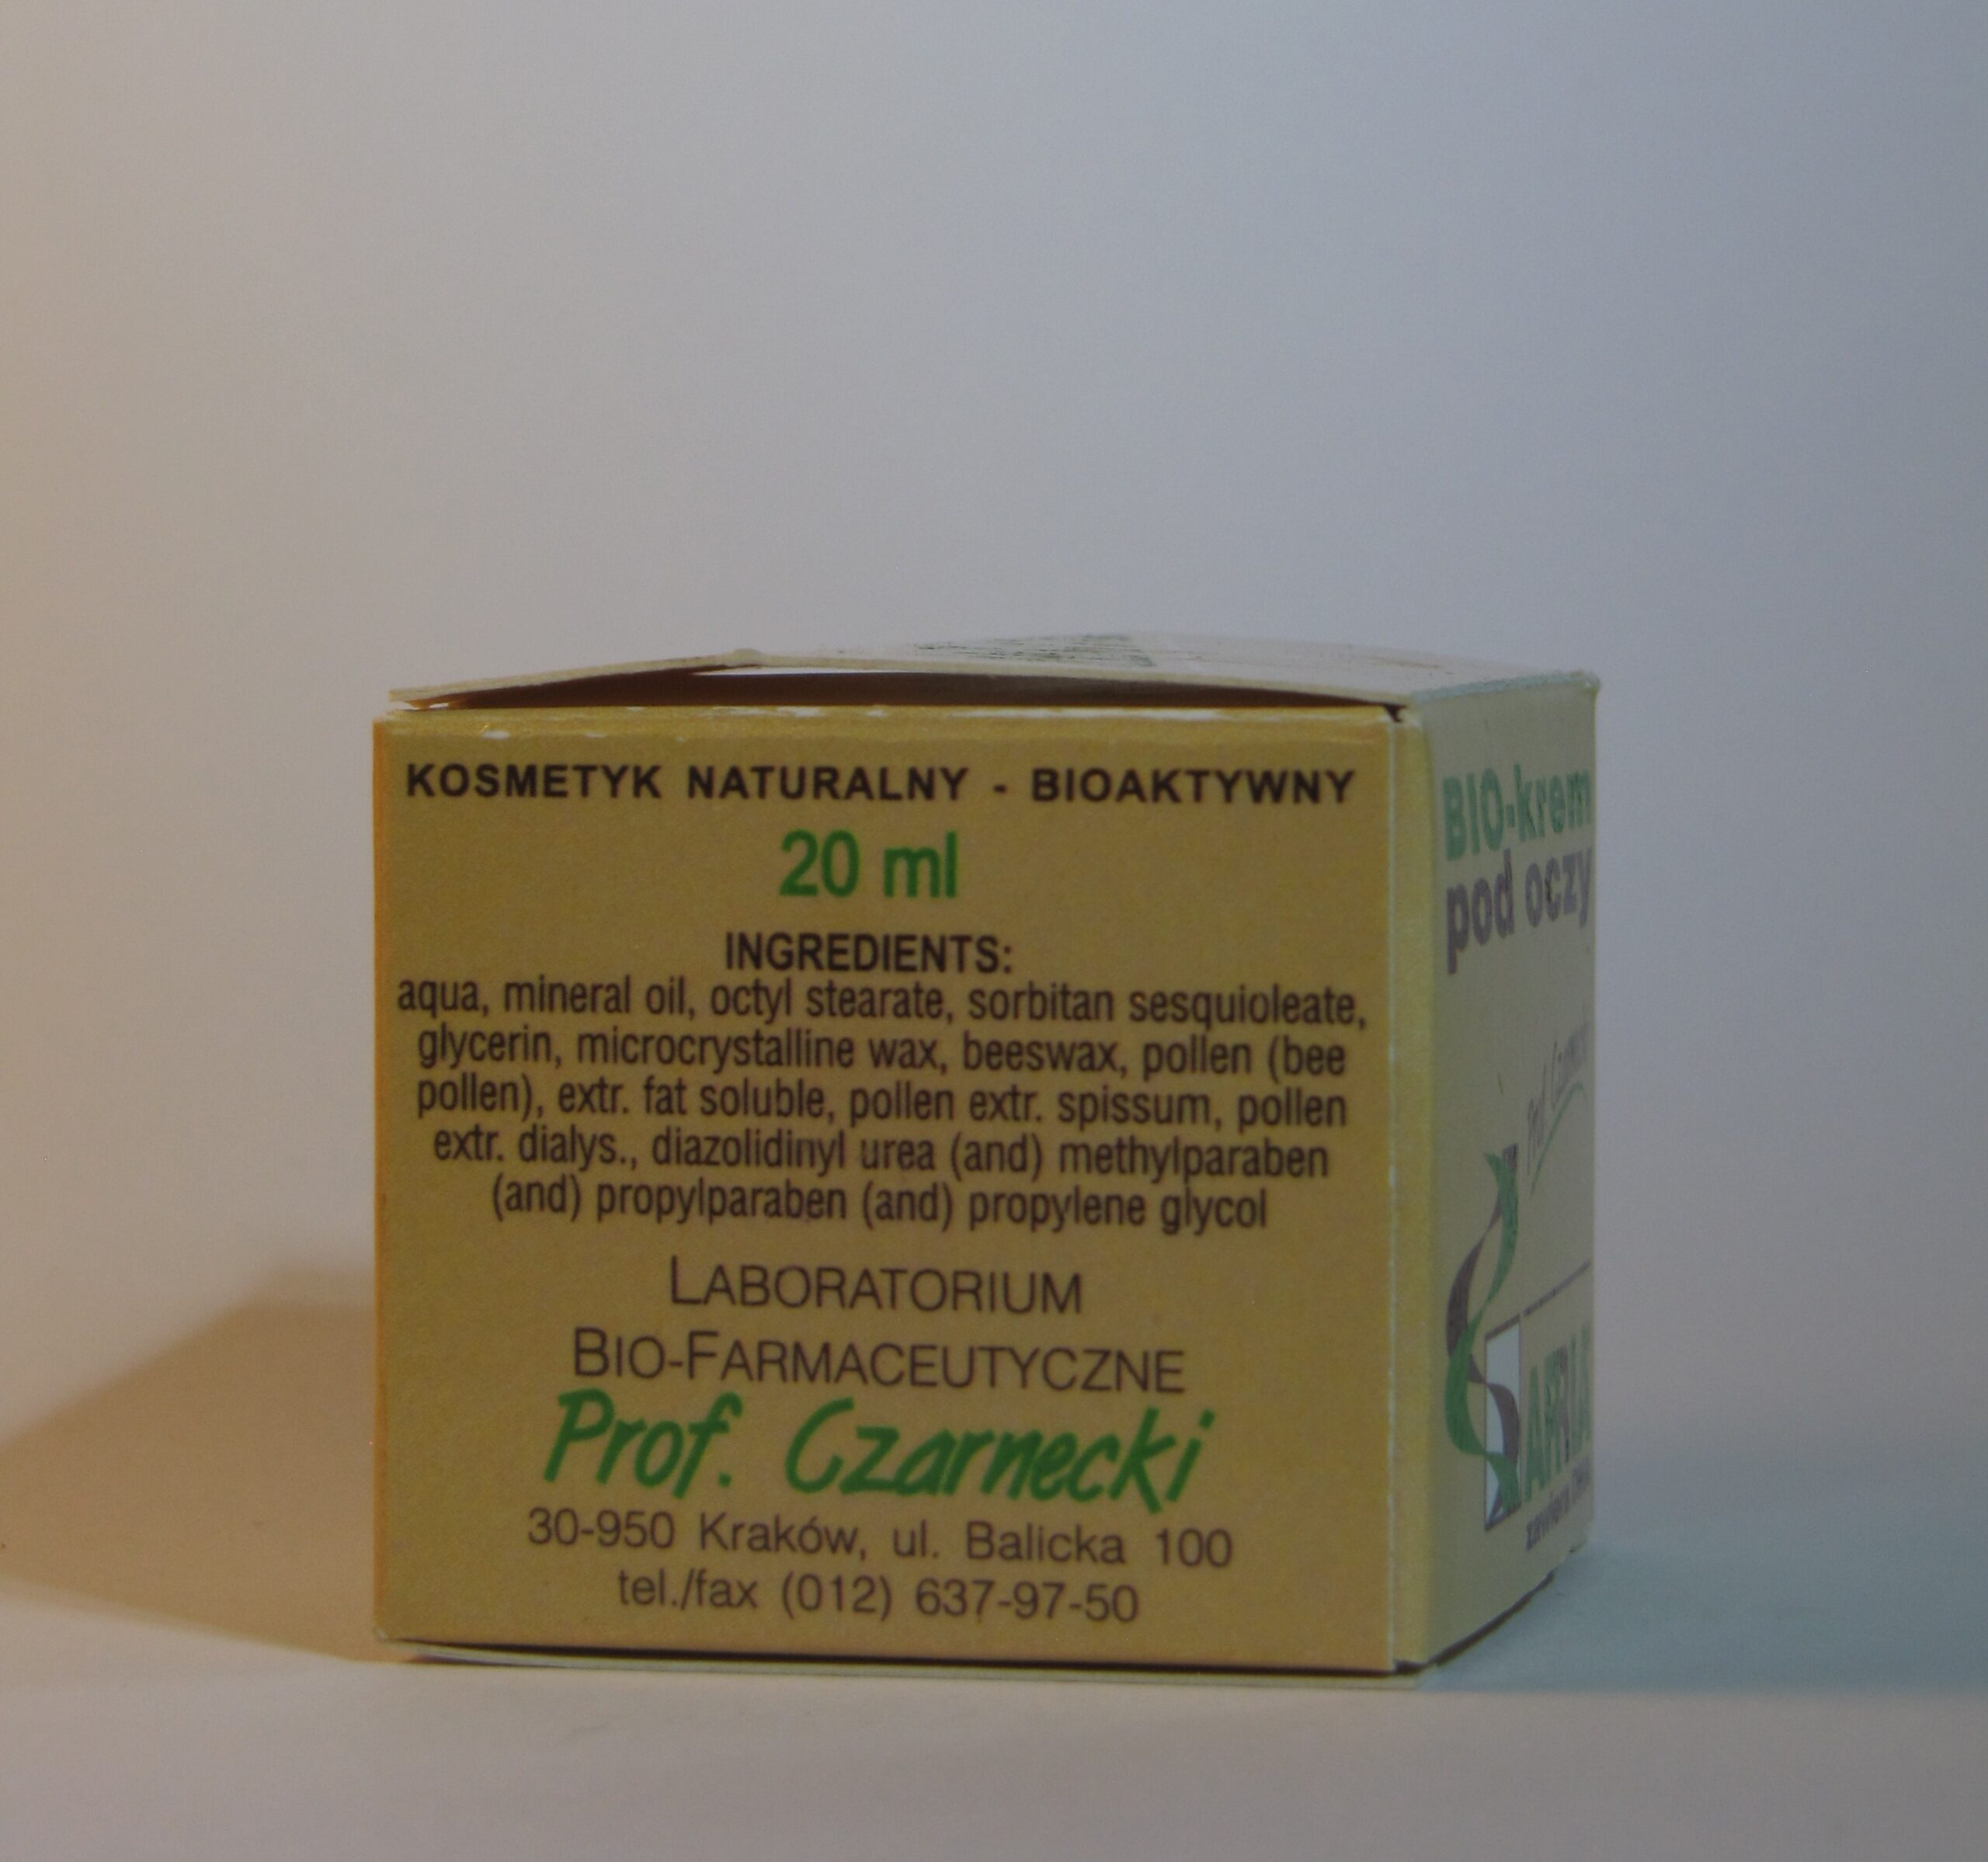 KOSMETYK NATURALNY - BIOAKTYWNY
20 ml
INGREDIENTS:
aqua, mineral oil, octyl stearate, sorbitan sesquioleate,
glycerin, microcrystalline wax, beeswax, pollen (bee
pollen), extr. fat soluble, pollen extr. spissum, pollen
extr. dialys., diazolidinyl urea (and) methylparaben
(and) propylparaben (and) propylene glycol
LABORATORIUM
BIO-FARMACEUTYCZNE
Prof. Czarnecki
30-950 Kraków, ul. Balicka 100
tel./fax (012) 637-97-50
BIO-krem
pod oczy
Prof. Czarnecki